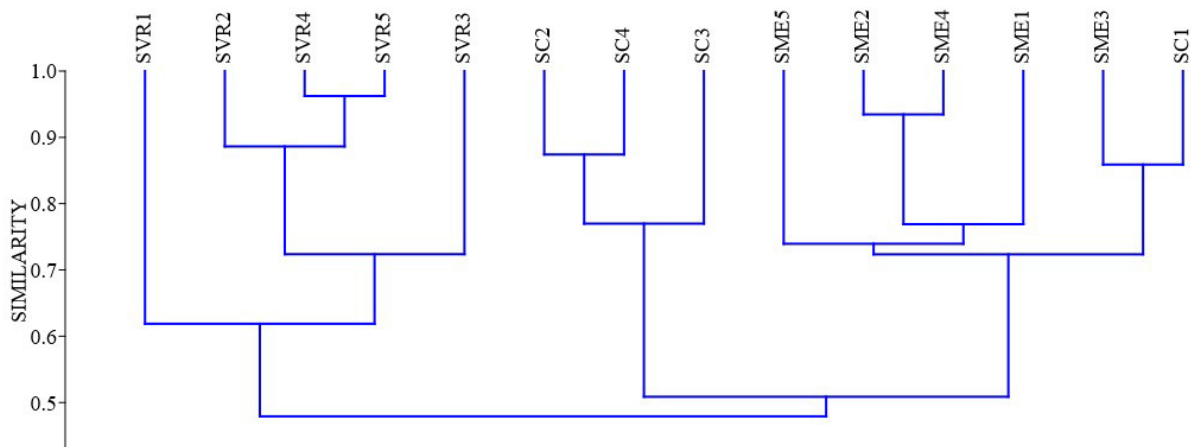 SVR1
SVR2
SVR4
SVR5
SVR3
SC2
SC4
SC3
SME5
SME2
SME4
SME1
SME3
SC1
1.0
0.9
0.8
0.7
0.6
0.5
SIMILARITY